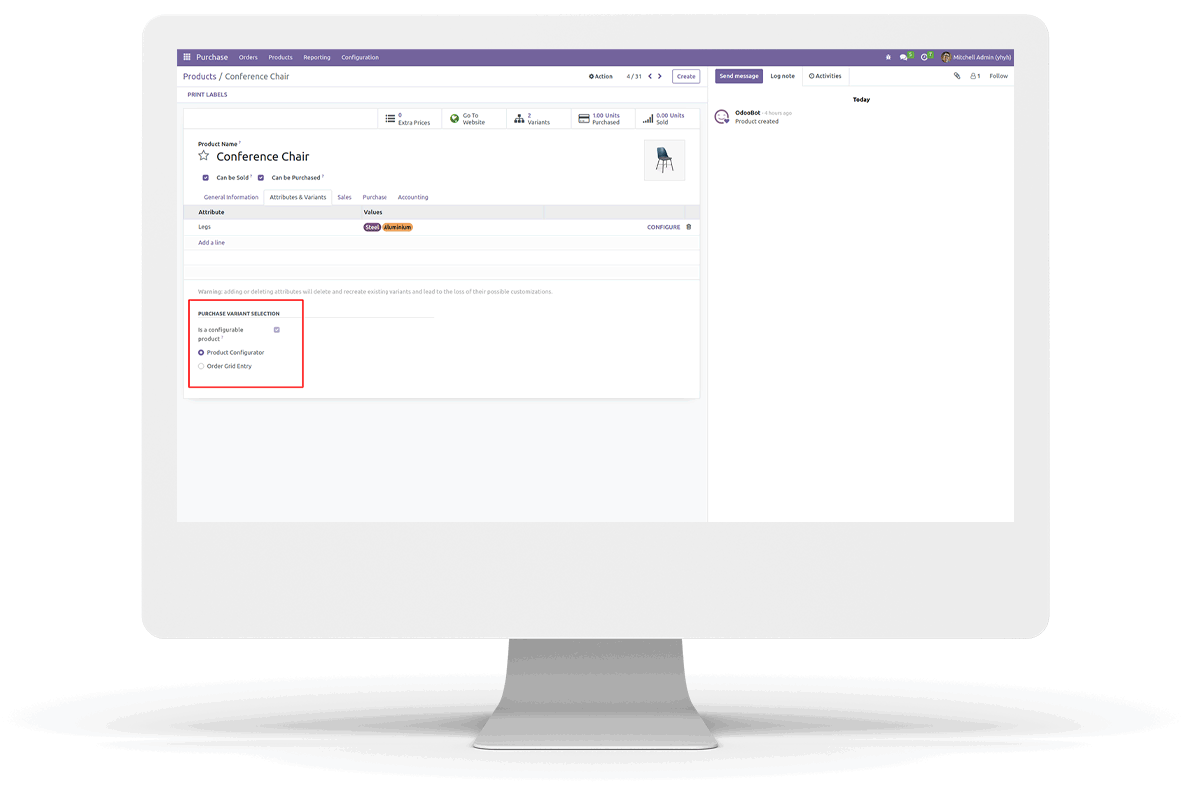 Purchase Orders Products Reporting Configuration
5 7 Mitchell Admin (yhyh)
Products / Conference Chair
Action 4 / 31 Create
Send message Log note Activities 1 Follow
PRINT LABELS
Today
0 Extra Prices
Go To Website
2 Variants
1.00 Units Purchased
0.00 Units Sold
OdooBot - 4 hours ago
Product created
Product Name ?
Conference Chair
Can be Sold ? Can be Purchased ?
General Information Attributes & Variants Sales Purchase Accounting
Attribute Values
Legs Steel Aluminium CONFIGURE
Add a line
Warning: adding or deleting attributes will delete and recreate existing variants and lead to the loss of their possible customizations.
PURCHASE VARIANT SELECTION
Is a configurable
product ?
Product Configurator
Order Grid Entry